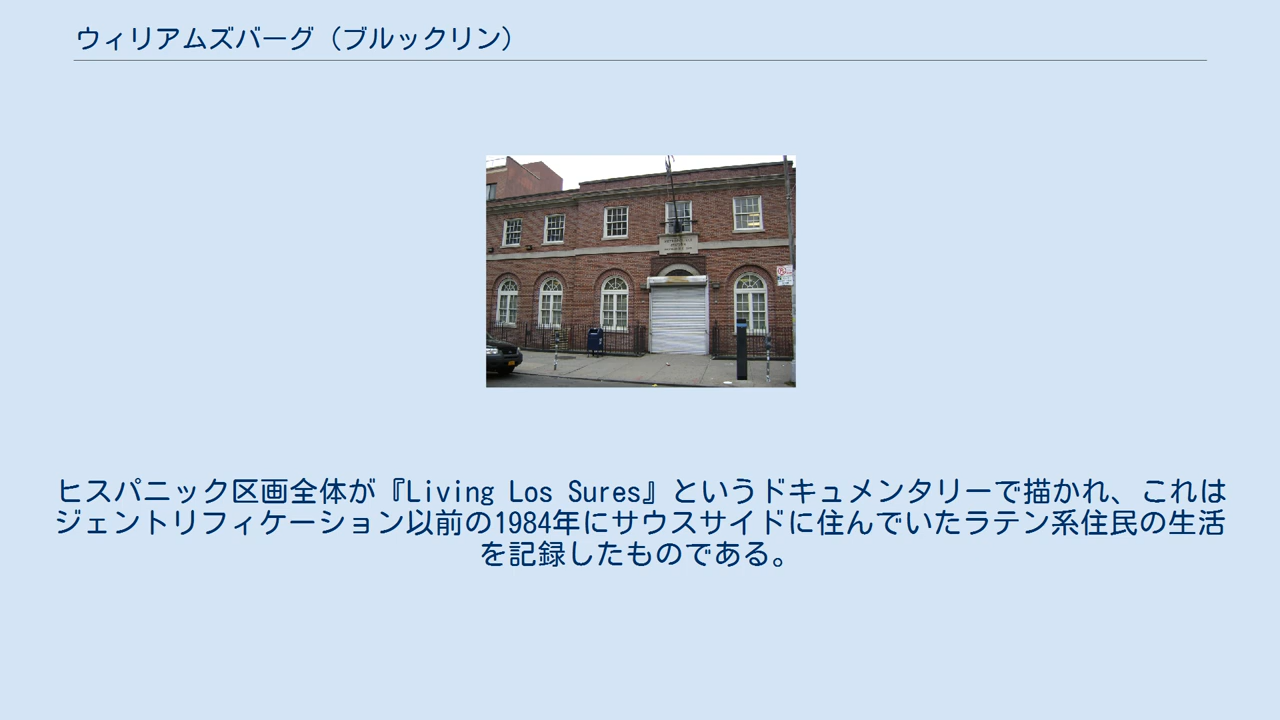 ウィリアムズバーグ（ブルックリン）
ヒスパニック区画全体が『Living Los Sures』というドキュメンタリーで描かれ、これは
ジェントリフィケーション以前の1984年にサウスサイドに住んでいたラテン系住民の生活
を記録したものである。